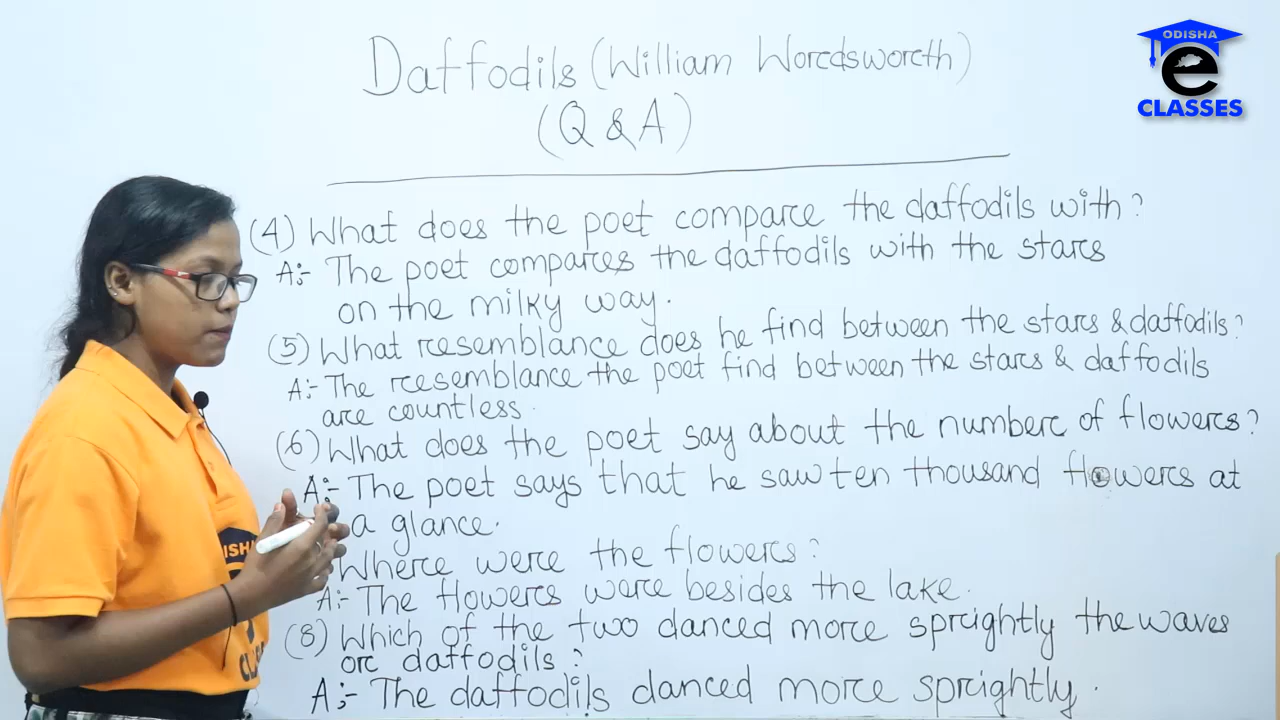 Daffodils (William Wordsworth)
(Q & A)
ODISHA
e
CLASSES
(4) What does the poet compare the daffodils with?
A:- The poet compares the daffodils with the stars
on the milky way.
(5) What resemblance does he find between the stars & daffodils?
A:- The resemblance the poet find between the stars & daffodils
are countless.
(6) What does the poet say about the number of flowers?
A:- The poet says that he saw ten thousand flowers at
a glance.
Where were the flowers?
A:- The flowers were besides the lake.
(8) Which of the two danced more sprightly the waves
or daffodils?
A:- The daffodils danced more sprightly.